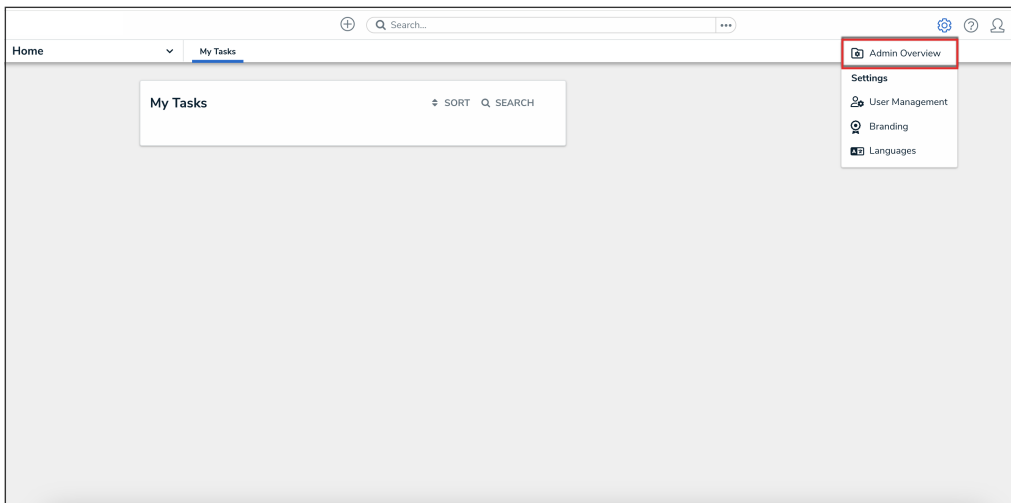 Search...
Home
My Tasks
Admin Overview
Settings
User Management
Branding
Languages
My Tasks
SORT
SEARCH